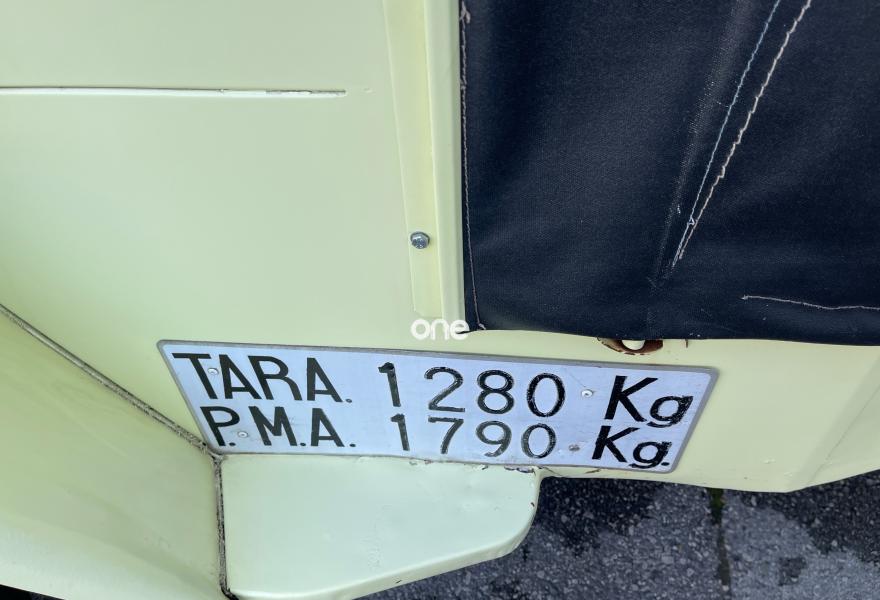 one
TARA. 1280 Kg
P.M.A. 1790 Kg.